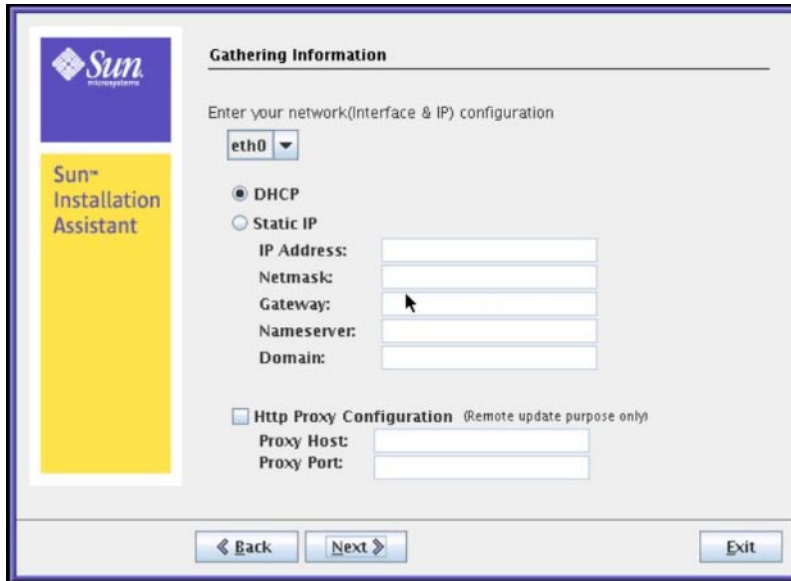 Sun
microsystems
Sun™
Installation
Assistant
Gathering Information
Enter your network(Interface & IP) configuration
eth0
DHCP
Static IP
IP Address:
Netmask:
Gateway:
Nameserver:
Domain:
Http Proxy Configuration (Remote update purpose only)
Proxy Host:
Proxy Port:
Back
Next
Exit